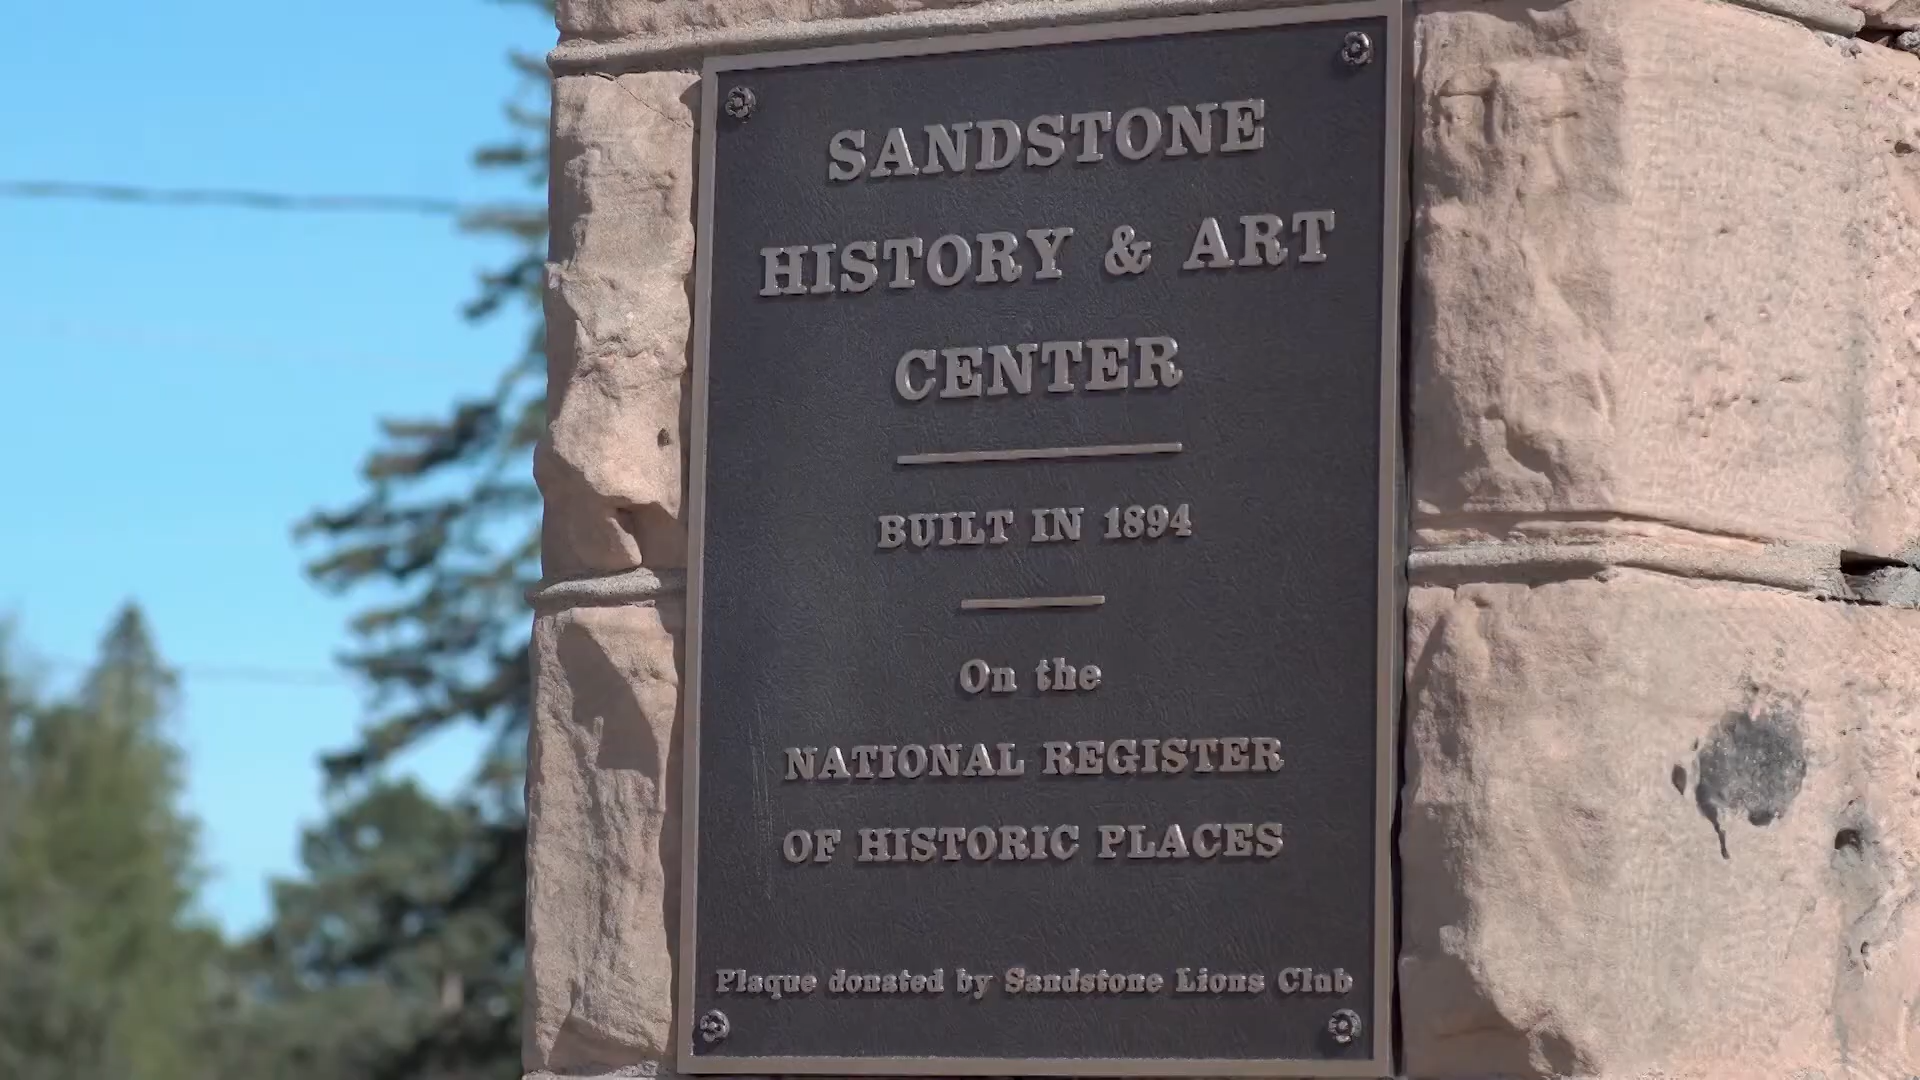 SANDSTONE
HISTORY & ART
CENTER
BUILT IN 1894
On the
NATIONAL REGISTER
OF HISTORIC PLACES
Plaque donated by Sandstone Lions Club